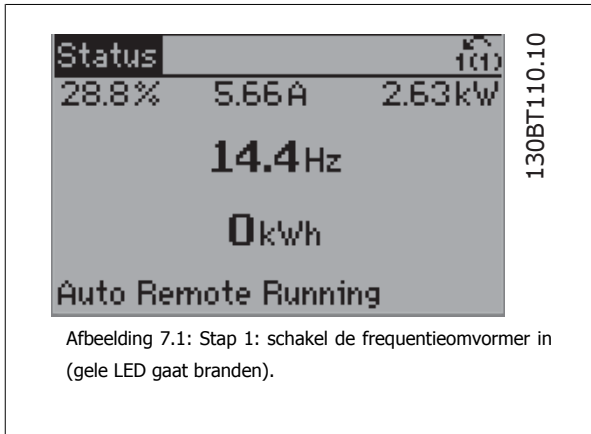 Status 1(1)
28.8% 5.66A 2.63kW
14.4Hz
0kWh
Auto Remote Running
130BT110.10
Afbeelding 7.1: Stap 1: schakel de frequentieomvormer in
(gele LED gaat branden).